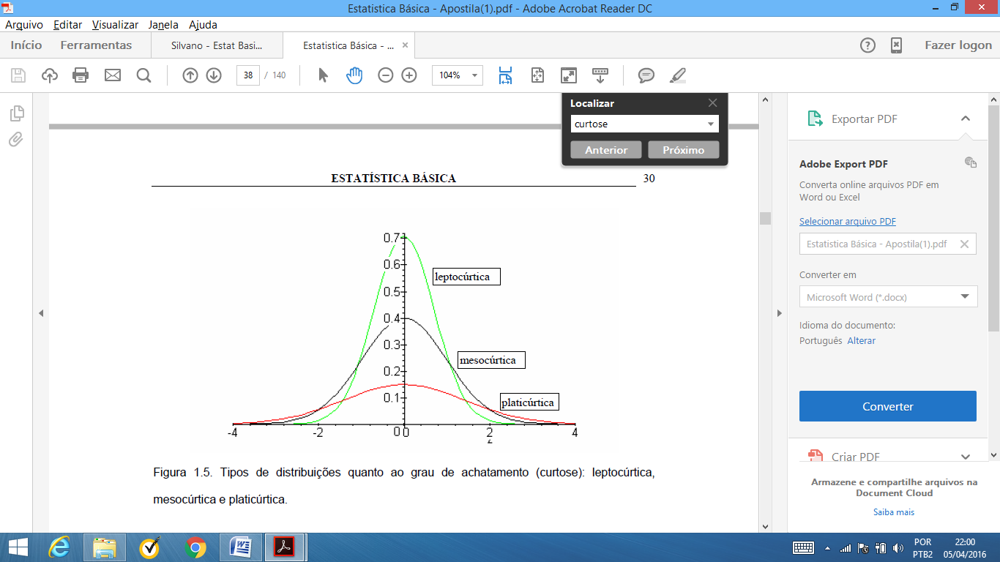 Estatistica Básica - Apostila(1).pdf - Adobe Acrobat Reader DC
Arquivo Editar Visualizar Janela Ajuda
Início Ferramentas Silvano - Estat Basi... Estatistica Básica - ... Fazer logon
38 / 140 104%
Localizar
curtose
Anterior Próximo
ESTATÍSTICA BÁSICA 30
0.7
0.6
leptocúrtica
0.5
0.4
0.3
mesocúrtica
0.2
0.1
platicúrtica
-4 -2 0 0 2 4
z
Figura 1.5. Tipos de distribuições quanto ao grau de achatamento (curtose): leptocúrtica,
mesocúrtica e platicúrtica.
Exportar PDF
Adobe Export PDF
Converta online arquivos PDF em
Word ou Excel
Selecionar arquivo PDF
Estatistica Básica - Apostila(1).pdf
Converter em
Microsoft Word (*.docx)
Idioma do documento:
Português Alterar
Converter
Criar PDF
Armazene e compartilhe arquivos na
Document Cloud
Saiba mais
POR
PTB2
22:00
05/04/2016